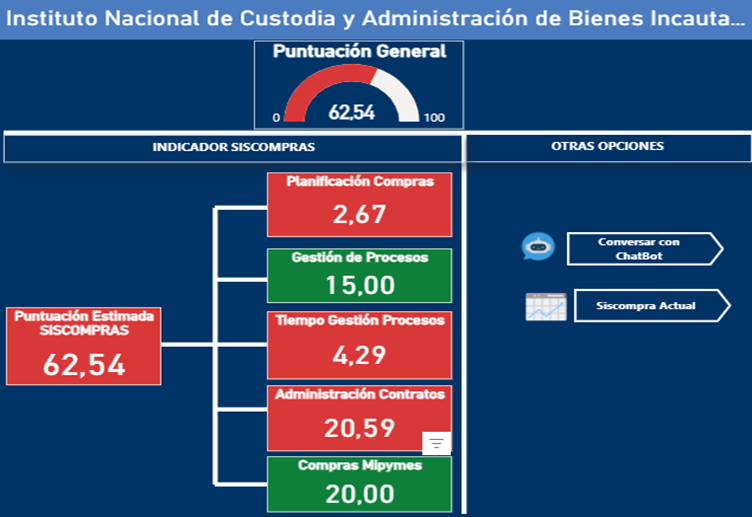 Instituto Nacional de Custodia y Administración de Bienes Incauta...
Puntuación General
62,54
0
100
INDICADOR SISCOMPRAS
OTRAS OPCIONES
Planificación Compras
2,67
Gestión de Procesos
15,00
Puntuación Estimada
SISCOMPRAS
62,54
Tiempo Gestión Procesos
4,29
Administración Contratos
20,59
Compras Mipymes
20,00
Conversar con
ChatBot
Siscompra Actual